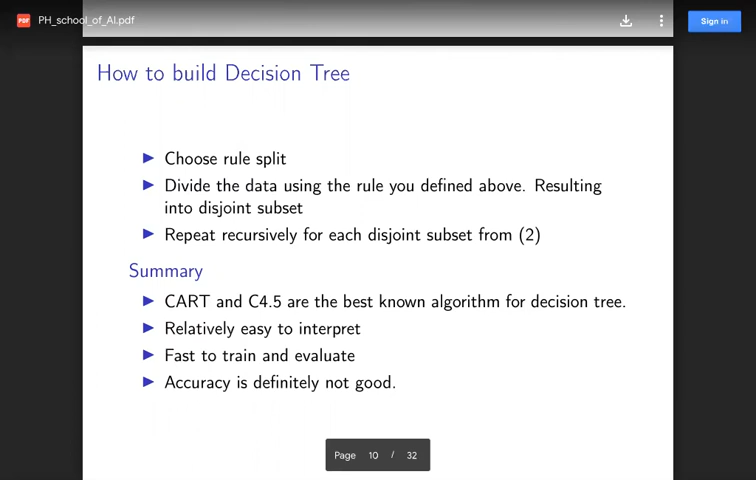 PDF PH_school_of_AI.pdf
Sign in
How to build Decision Tree
Choose rule split
Divide the data using the rule you defined above. Resulting
into disjoint subset
Repeat recursively for each disjoint subset from (2)
Summary
CART and C4.5 are the best known algorithm for decision tree.
Relatively easy to interpret
Fast to train and evaluate
Accuracy is definitely not good.
Page 10 / 32